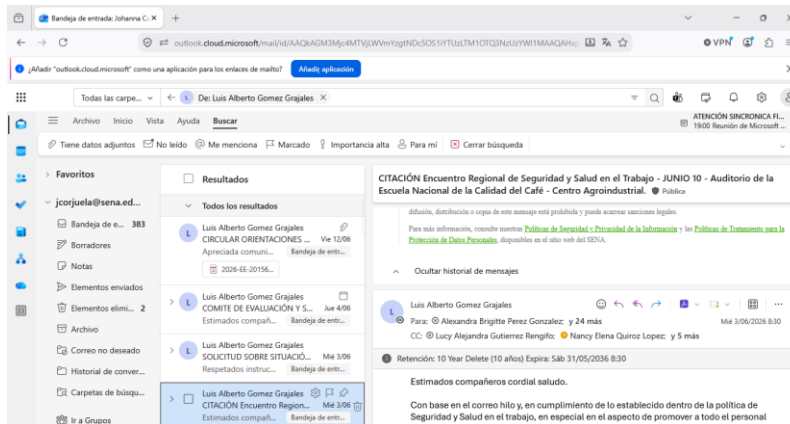 Bandeja de entrada: Johanna C
outlook.cloud.microsoft/mail/id/AAQkAGM3Mjc4MTVjLWVmYzgtNDc5OS1iYTUzLTM1OTQ3NzUzYWI1MAAQAH
VPN
¿Añadir "outlook.cloud.microsoft" como una aplicación para los enlaces de mailto? Añadir aplicación
Todas las carpe... De: Luis Alberto Gomez Grajales
ATENCIÓN SINCRONICA FI...
19:00 Reunión de Microsoft ...
Archivo Inicio Vista Ayuda Buscar
Tiene datos adjuntos No leído Me menciona Marcado Importancia alta Para mí Cerrar búsqueda
Favoritos
jcorjuela@sena.ed...
Bandeja de e... 383
Borradores
Notas
Elementos enviados
Elementos elimi... 2
Archivo
Correo no deseado
Historial de conver...
Carpetas de búsqu...
Ir a Grupos
Resultados
Todos los resultados
L
Luis Alberto Gomez Grajales
CIRCULAR ORIENTACIONES ... Vie 12/06
Apreciada comuni... Bandeja de entr...
2026-EE-20156...
L
Luis Alberto Gomez Grajales
COMITE DE EVALUACIÓN Y S... Jue 4/06
Estimados compañ... Bandeja de entr...
L
Luis Alberto Gomez Grajales
SOLICITUD SOBRE SITUACIÓ... Mié 3/06
Respetados instruc... Bandeja de entr...
Luis Alberto Gomez Grajales
CITACIÓN Encuentro Region... Mié 3/06
Estimados compañ... Bandeja de entr...
CITACIÓN Encuentro Regional de Seguridad y Salud en el Trabajo - JUNIO 10 - Auditorio de la
Escuela Nacional de la Calidad del Café - Centro Agroindustrial. Pública
difusión, distribución o copia de este mensaje está prohibida y puede acarrear sanciones legales.
Para más información, consulte nuestras Políticas de Seguridad y Privacidad de la Información y las Políticas de Tratamiento para la
Protección de Datos Personales, disponibles en el sitio web del SENA.
Ocultar historial de mensajes
L
Luis Alberto Gomez Grajales
Para: Alexandra Brigitte Perez Gonzalez; y 24 más Mié 3/06/2026 8:30
CC: Lucy Alejandra Gutierrez Rengifo; Nancy Elena Quiroz Lopez; y 5 más
Retención: 10 Year Delete (10 años) Expira: Sáb 31/05/2036 8:30
Estimados compañeros cordial saludo.
Con base en el correo hilo y, en cumplimiento de lo establecido dentro de la política de
Seguridad y Salud en el trabajo, en especial en el aspecto de promover a todo el personal